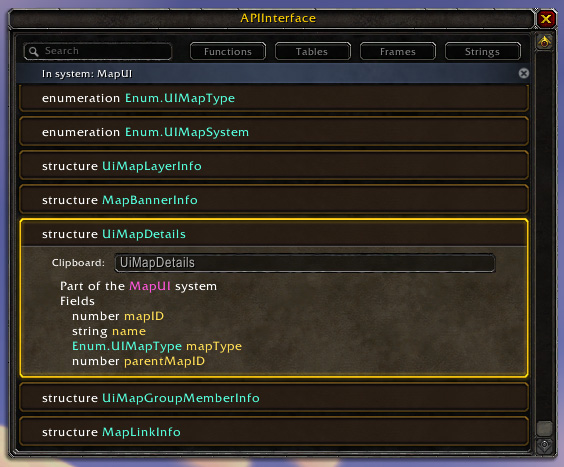 APIInterface
Search
Functions
Tables
Frames
Strings
In system: MapUI
enumeration Enum.UIMapType
enumeration Enum.UIMapSystem
structure UiMapLayerInfo
structure MapBannerInfo
structure UiMapDetails
Clipboard: UiMapDetails
Part of the MapUI system
Fields
number mapID
string name
Enum.UIMapType mapType
number parentMapID
structure UiMapGroupMemberInfo
structure MapLinkInfo